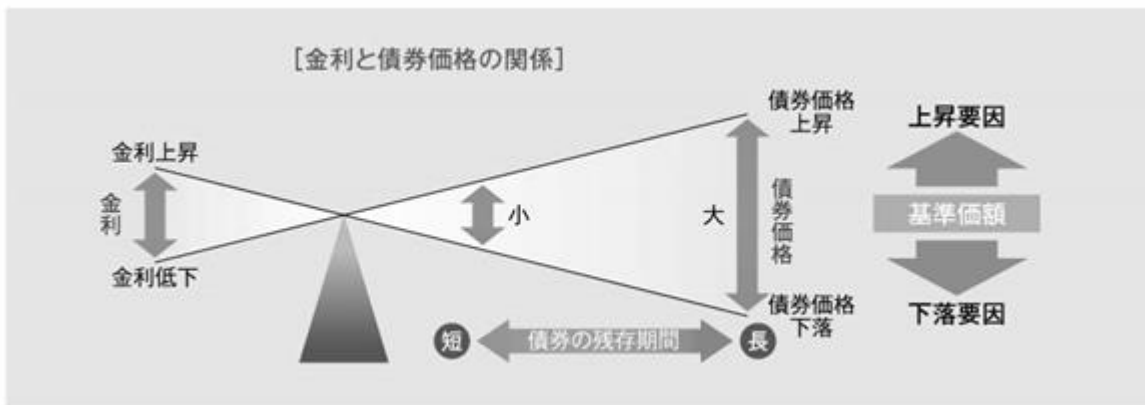 [金利と債券価格の関係]
金利上昇
金利
金利低下
小
大
債券価格
上昇
債券価格
債券価格
下落
短
債券の残存期間
長
上昇要因
基準価額
下落要因